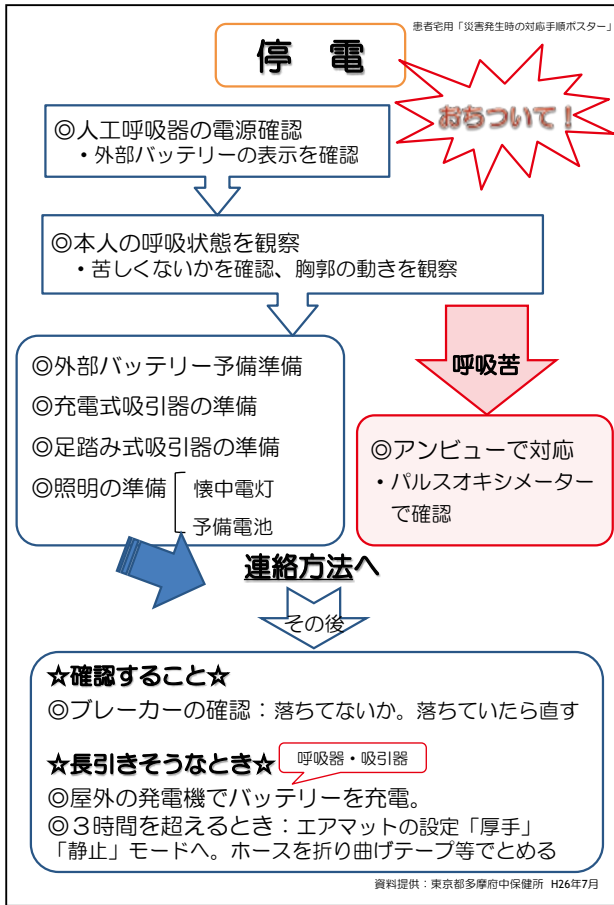 患者宅用「災害発生時の対応手順ポスター」
停　電
おちついて！
◎人工呼吸器の電源確認
・外部バッテリーの表示を確認
◎本人の呼吸状態を観察
・苦しくないかを確認、胸郭の動きを観察
◎外部バッテリー予備準備
◎充電式吸引器の準備
◎足踏み式吸引器の準備
◎照明の準備
懐中電灯
予備電池
呼吸苦
◎アンビューで対応
・パルスオキシメーター
で確認
連絡方法へ
その後
☆確認すること☆
◎ブレーカーの確認：落ちてないか。落ちていたら直す
☆長引きそうなとき☆
呼吸器・吸引器
◎屋外の発電機でバッテリーを充電。
◎３時間を超えるとき：エアマットの設定「厚手」
「静止」モードへ。ホースを折り曲げテープ等でとめる
資料提供：東京都多摩府中保健所 H26年7月